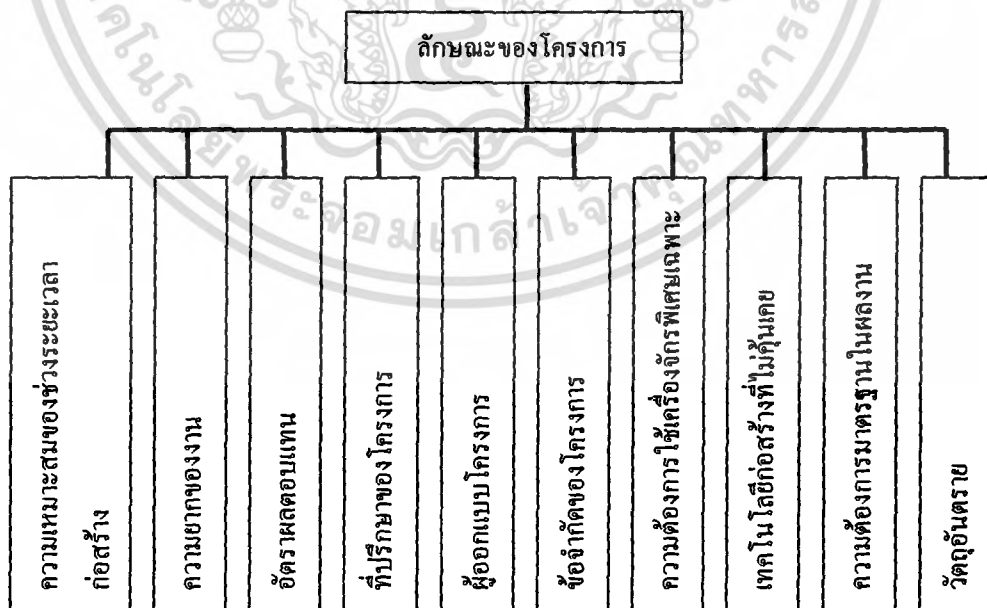 ลักษณะของโครงการ
ความเหมาะสมของช่วงระยะเวลา
ก่อสร้าง
ความยากของงาน
อัตราผลตอบแทน
ที่ปรึกษาของโครงการ
ผู้ออกแบบโครงการ
ข้อจำกัดของโครงการ
ความต้องการใช้เครื่องจักรพิเศษเฉพาะ
เทคโนโลยีก่อสร้างที่ไม่คุ้นเคย
ความต้องการมาตรฐานในผลงาน
วัตถุอันตราย